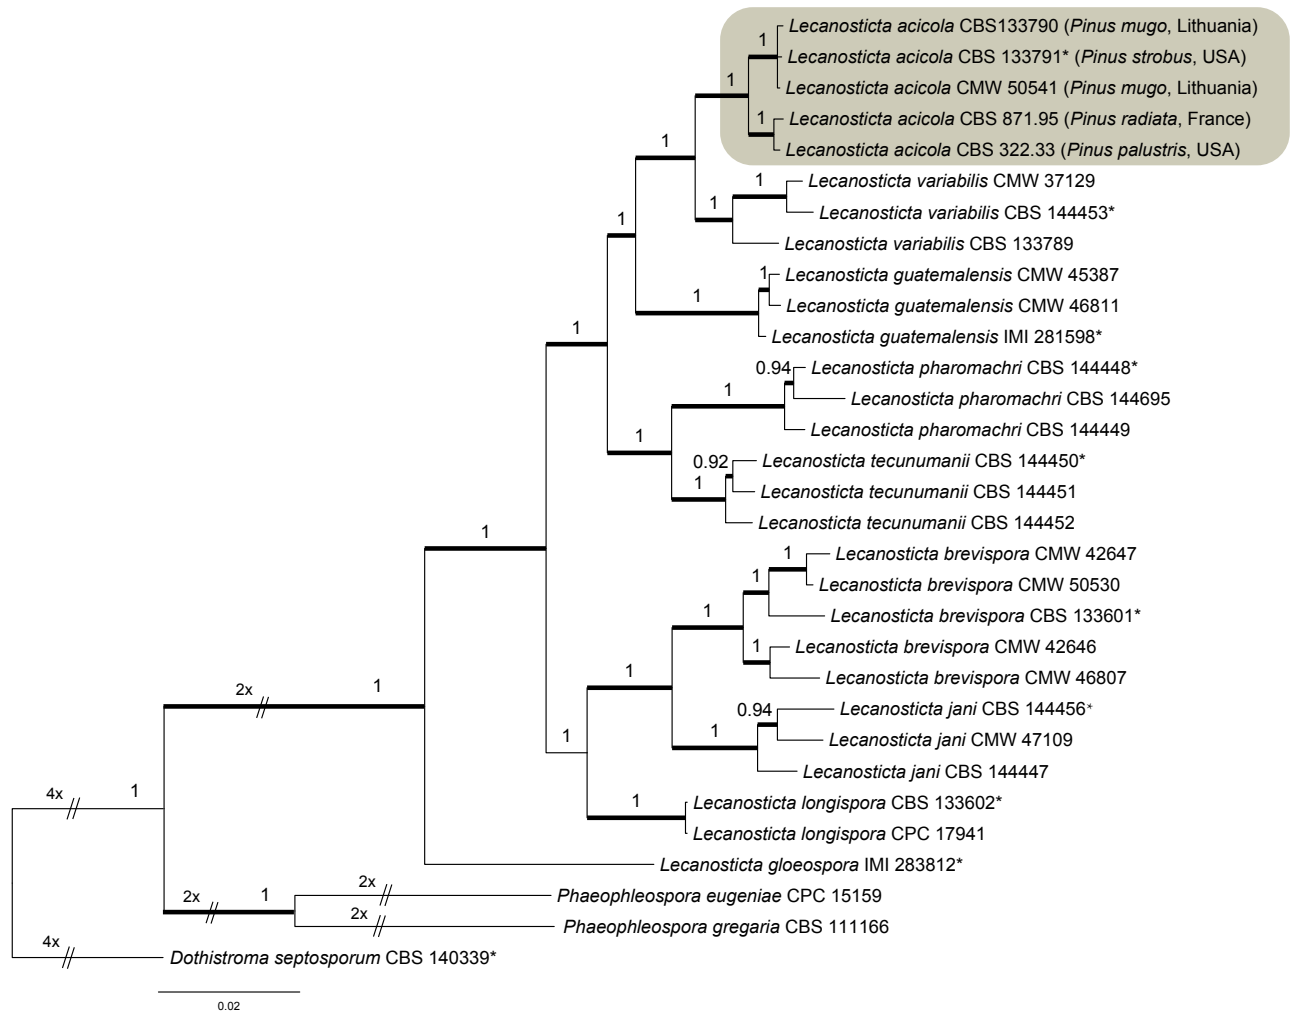 1
Lecanosticta acicola CBS133790 (Pinus mugo, Lithuania)
Lecanosticta acicola CBS 133791* (Pinus strobus, USA)
1
Lecanosticta acicola CMW 50541 (Pinus mugo, Lithuania)
1
Lecanosticta acicola CBS 871.95 (Pinus radiata, France)
1
Lecanosticta acicola CBS 322.33 (Pinus palustris, USA)
1
Lecanosticta variabilis CMW 37129
1
Lecanosticta variabilis CBS 144453*
1
Lecanosticta variabilis CBS 133789
1
Lecanosticta guatemalensis CMW 45387
1
Lecanosticta guatemalensis CMW 46811
1
Lecanosticta guatemalensis IMI 281598*
0.94
Lecanosticta pharomachri CBS 144448*
1
Lecanosticta pharomachri CBS 144695
Lecanosticta pharomachri CBS 144449
1
0.92
Lecanosticta tecunumanii CBS 144450*
1
Lecanosticta tecunumanii CBS 144451
Lecanosticta tecunumanii CBS 144452
1
1
Lecanosticta brevispora CMW 42647
1
Lecanosticta brevispora CMW 50530
1
Lecanosticta brevispora CBS 133601*
1
Lecanosticta brevispora CMW 42646
1
Lecanosticta brevispora CMW 46807
2x
1
0.94
Lecanosticta jani CBS 144456*
1
1
Lecanosticta jani CMW 47109
Lecanosticta jani CBS 144447
4x
1
1
Lecanosticta longispora CBS 133602*
Lecanosticta longispora CPC 17941
Lecanosticta gloeospora IMI 283812*
2x
1
2x
Phaeophleospora eugeniae CPC 15159
2x
Phaeophleospora gregaria CBS 111166
4x
Dothistroma septosporum CBS 140339*
0.02